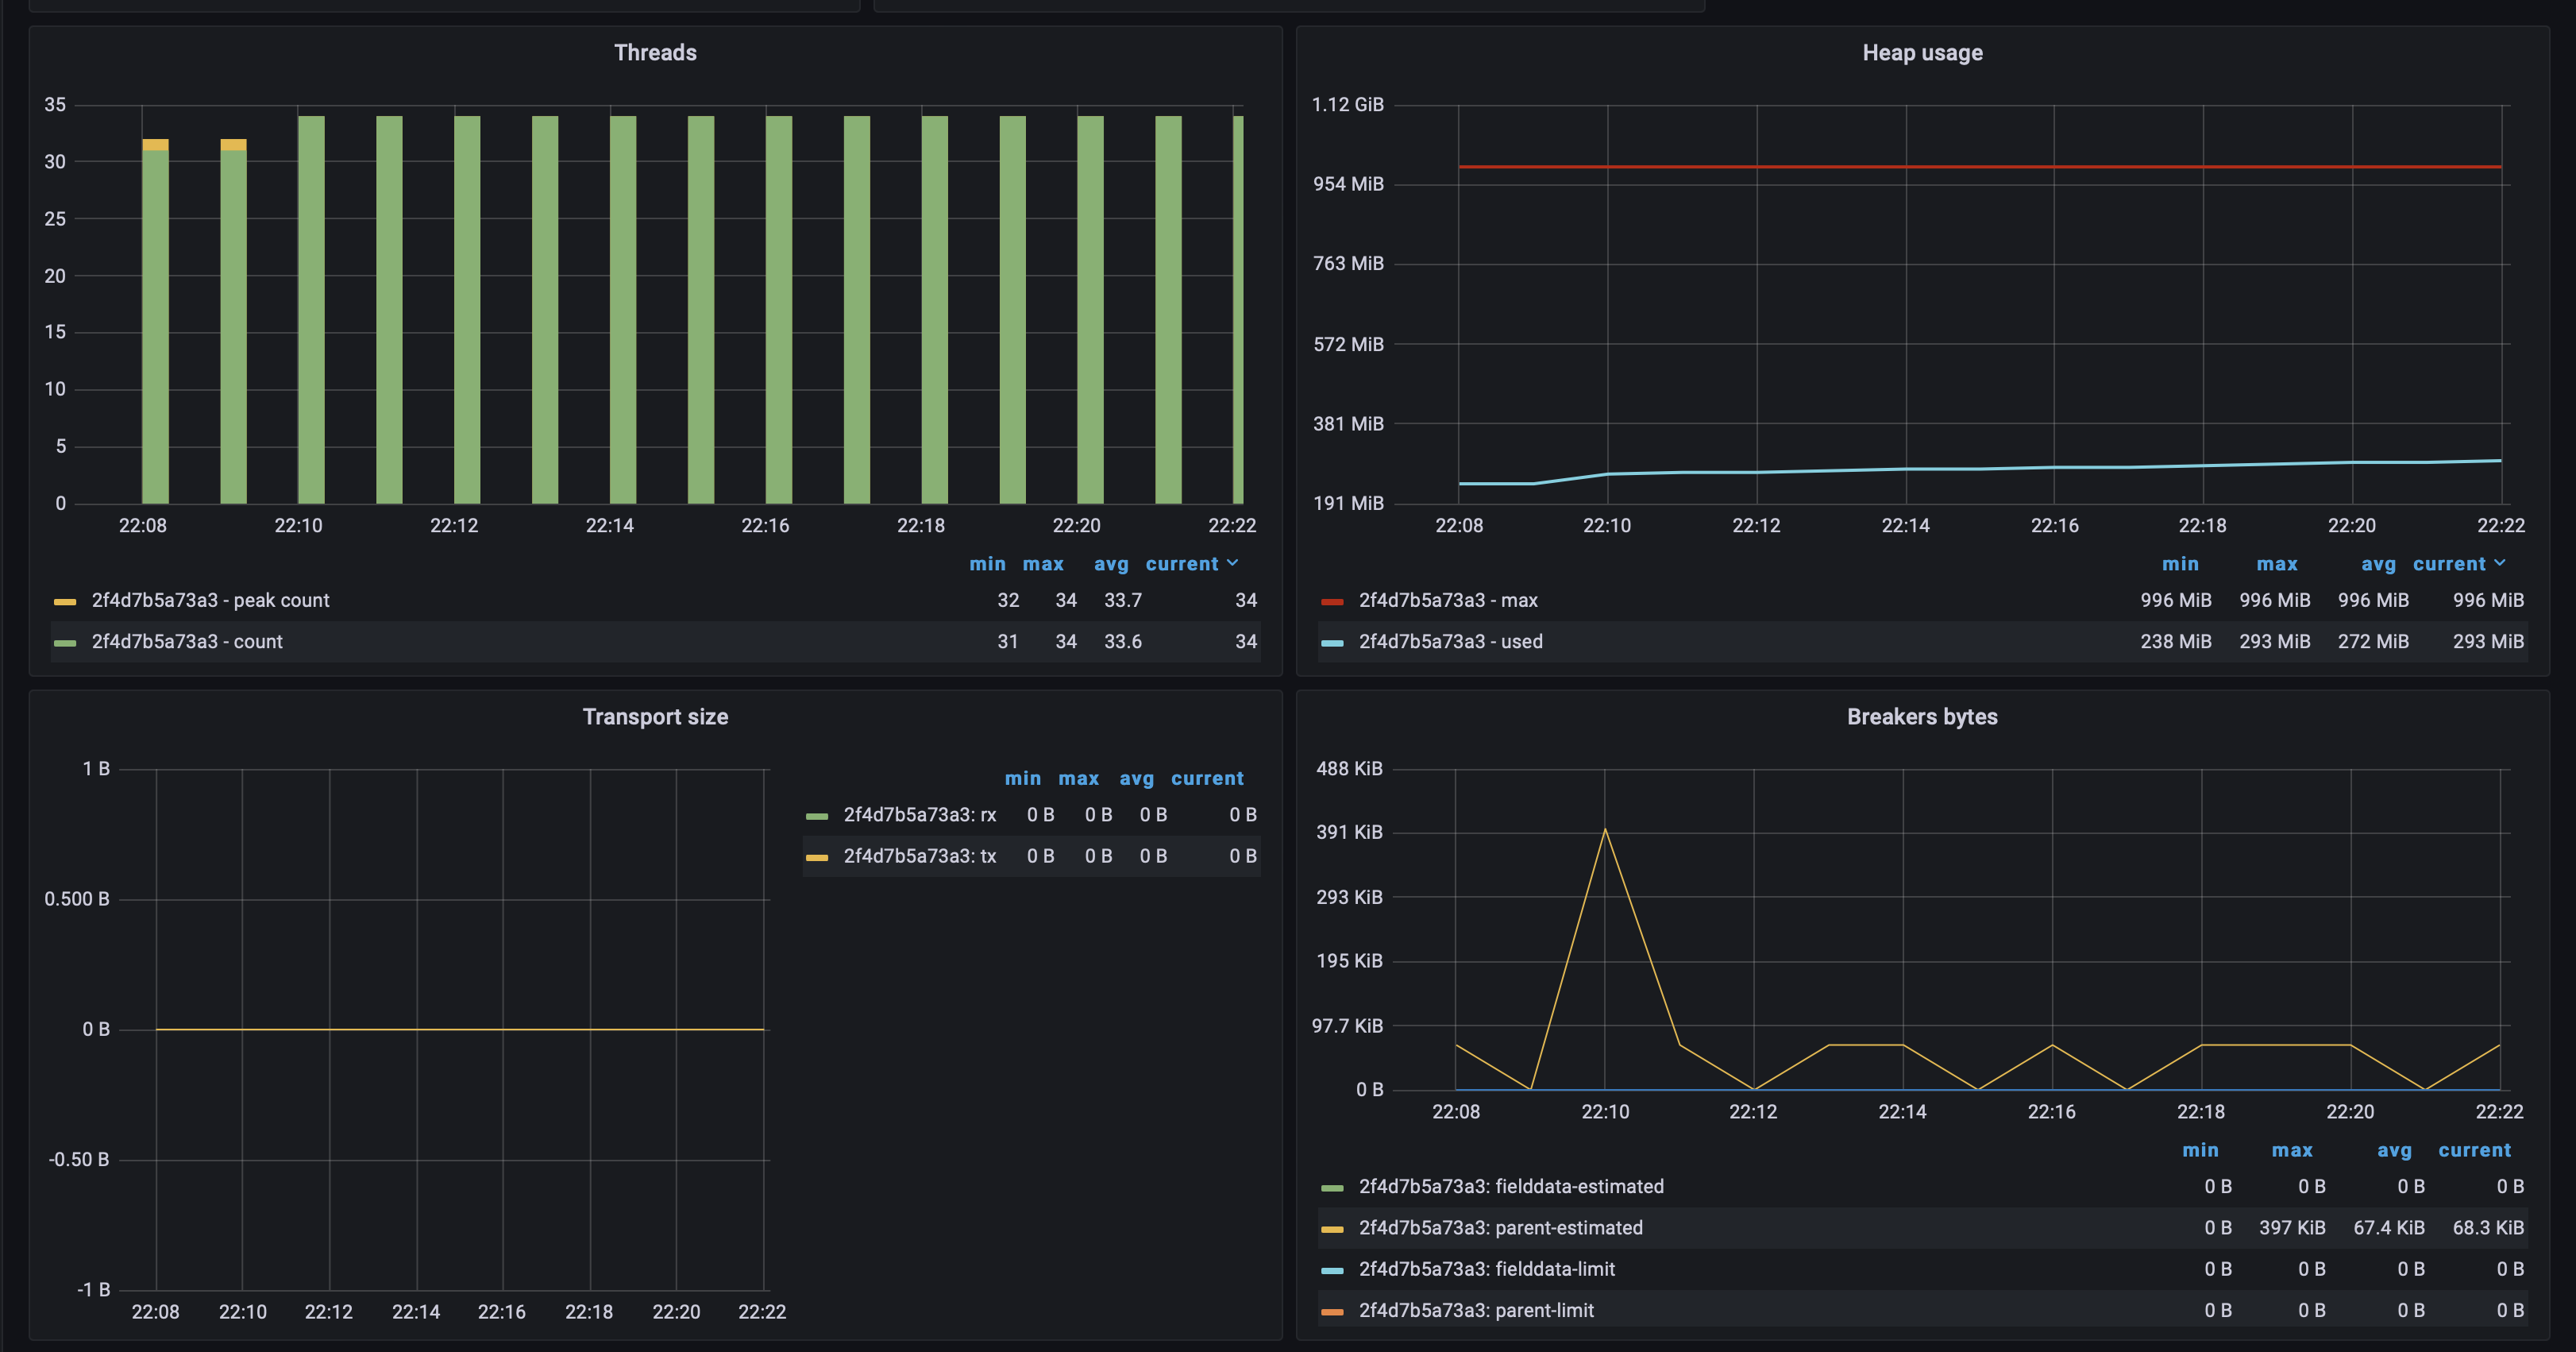 Threads
35
30
25
20
15
10
5
0
22:08 22:10 22:12 22:14 22:16 22:18 22:20 22:22
min max avg current
2f4d7b5a73a3 - peak count 32 34 33.7 34
2f4d7b5a73a3 - count 31 34 33.6 34
Heap usage
1.12 GiB
954 MiB
763 MiB
572 MiB
381 MiB
191 MiB
22:08 22:10 22:12 22:14 22:16 22:18 22:20 22:22
min max avg current
2f4d7b5a73a3 - max 996 MiB 996 MiB 996 MiB 996 MiB
2f4d7b5a73a3 - used 238 MiB 293 MiB 272 MiB 293 MiB
Transport size
1 B
0.500 B
0 B
-0.50 B
-1 B
22:08 22:10 22:12 22:14 22:16 22:18 22:20 22:22
min max avg current
2f4d7b5a73a3: rx 0 B 0 B 0 B 0 B
2f4d7b5a73a3: tx 0 B 0 B 0 B 0 B
Breakers bytes
488 KiB
391 KiB
293 KiB
195 KiB
97.7 KiB
0 B
22:08 22:10 22:12 22:14 22:16 22:18 22:20 22:22
min max avg current
2f4d7b5a73a3: fielddata-estimated 0 B 0 B 0 B 0 B
2f4d7b5a73a3: parent-estimated 0 B 397 KiB 67.4 KiB 68.3 KiB
2f4d7b5a73a3: fielddata-limit 0 B 0 B 0 B 0 B
2f4d7b5a73a3: parent-limit 0 B 0 B 0 B 0 B